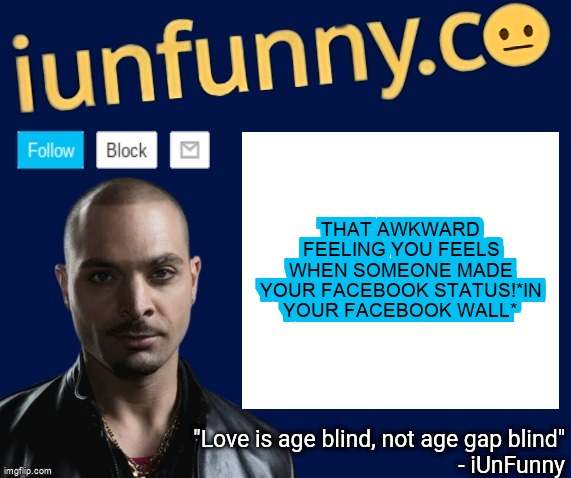 iunfunny.co
Follow
Block
THAT AWKWARD
FEELING YOU FEELS
WHEN SOMEONE MADE
YOUR FACEBOOK STATUS!*IN
YOUR FACEBOOK WALL*
"Love is age blind, not age gap blind"
- iUnFunny
imgflip.com